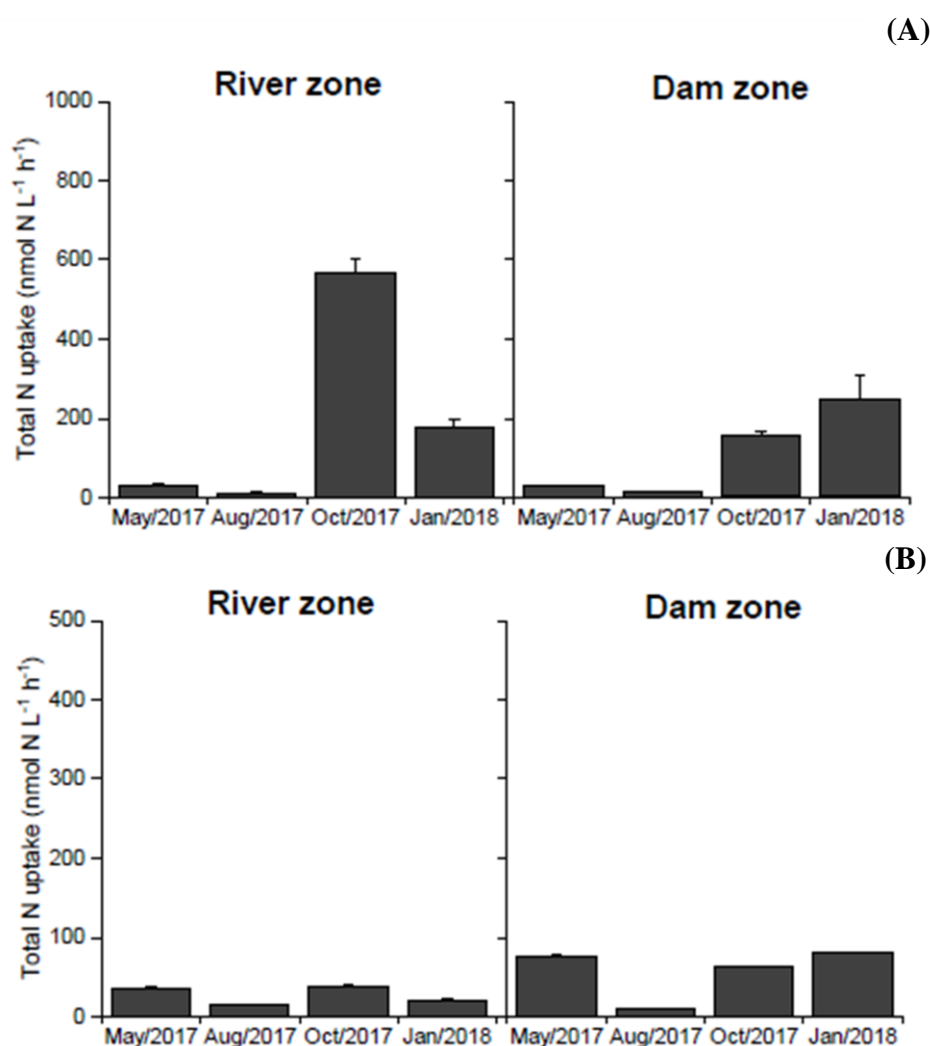 (A)
River zone
Dam zone
Total N uptake (nmol N L⁻¹ h⁻¹)
1000
800
600
400
200
0
May/2017 Aug/2017 Oct/2017 Jan/2018 May/2017 Aug/2017 Oct/2017 Jan/2018
(B)
River zone
Dam zone
Total N uptake (nmol N L⁻¹ h⁻¹)
500
400
300
200
100
0
May/2017 Aug/2017 Oct/2017 Jan/2018 May/2017 Aug/2017 Oct/2017 Jan/2018